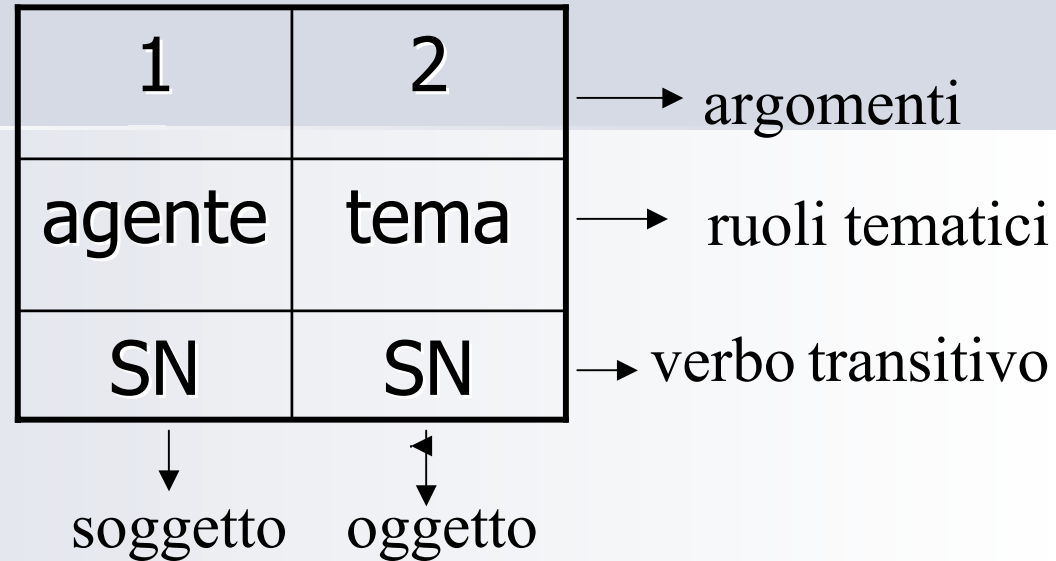 1 2 argomenti
agente tema ruoli tematici
SN SN verbo transitivo
soggetto oggetto